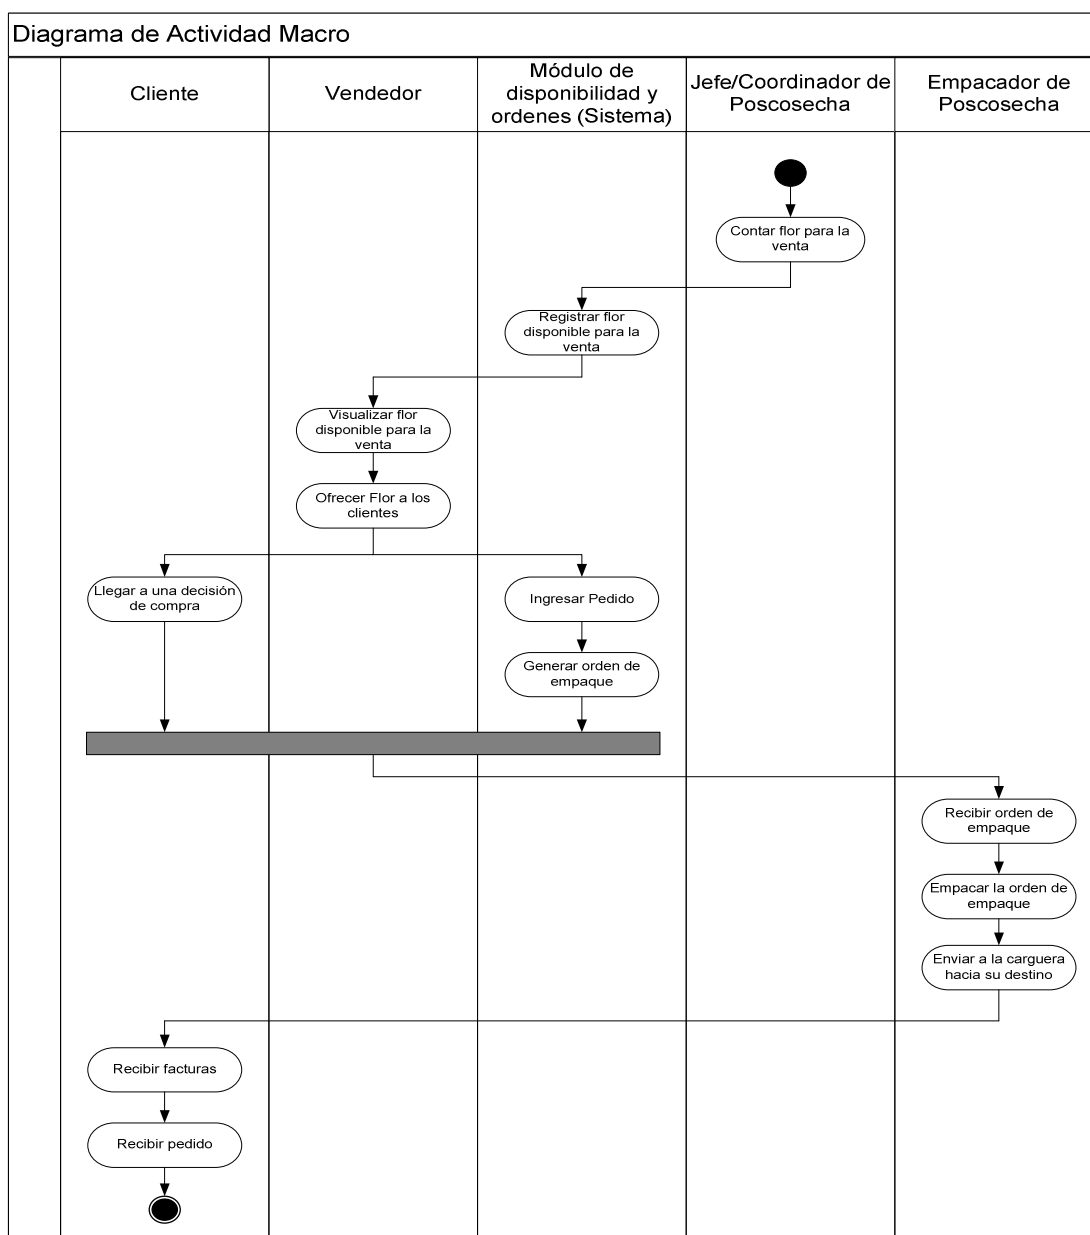 Diagrama de Actividad Macro
Cliente
Vendedor
Módulo de
disponibilidad y
ordenes (Sistema)
Jefe/Coordinador de
Poscosecha
Empacador de
Poscosecha
Contar flor para la
venta
Registrar flor
disponible para la
venta
Visualizar flor
disponible para la
venta
Ofrecer Flor a los
clientes
Llegar a una decisión
de compra
Ingresar Pedido
Generar orden de
empaque
Recibir orden de
empaque
Empacar la orden de
empaque
Enviar a la carguera
hacia su destino
Recibir facturas
Recibir pedido